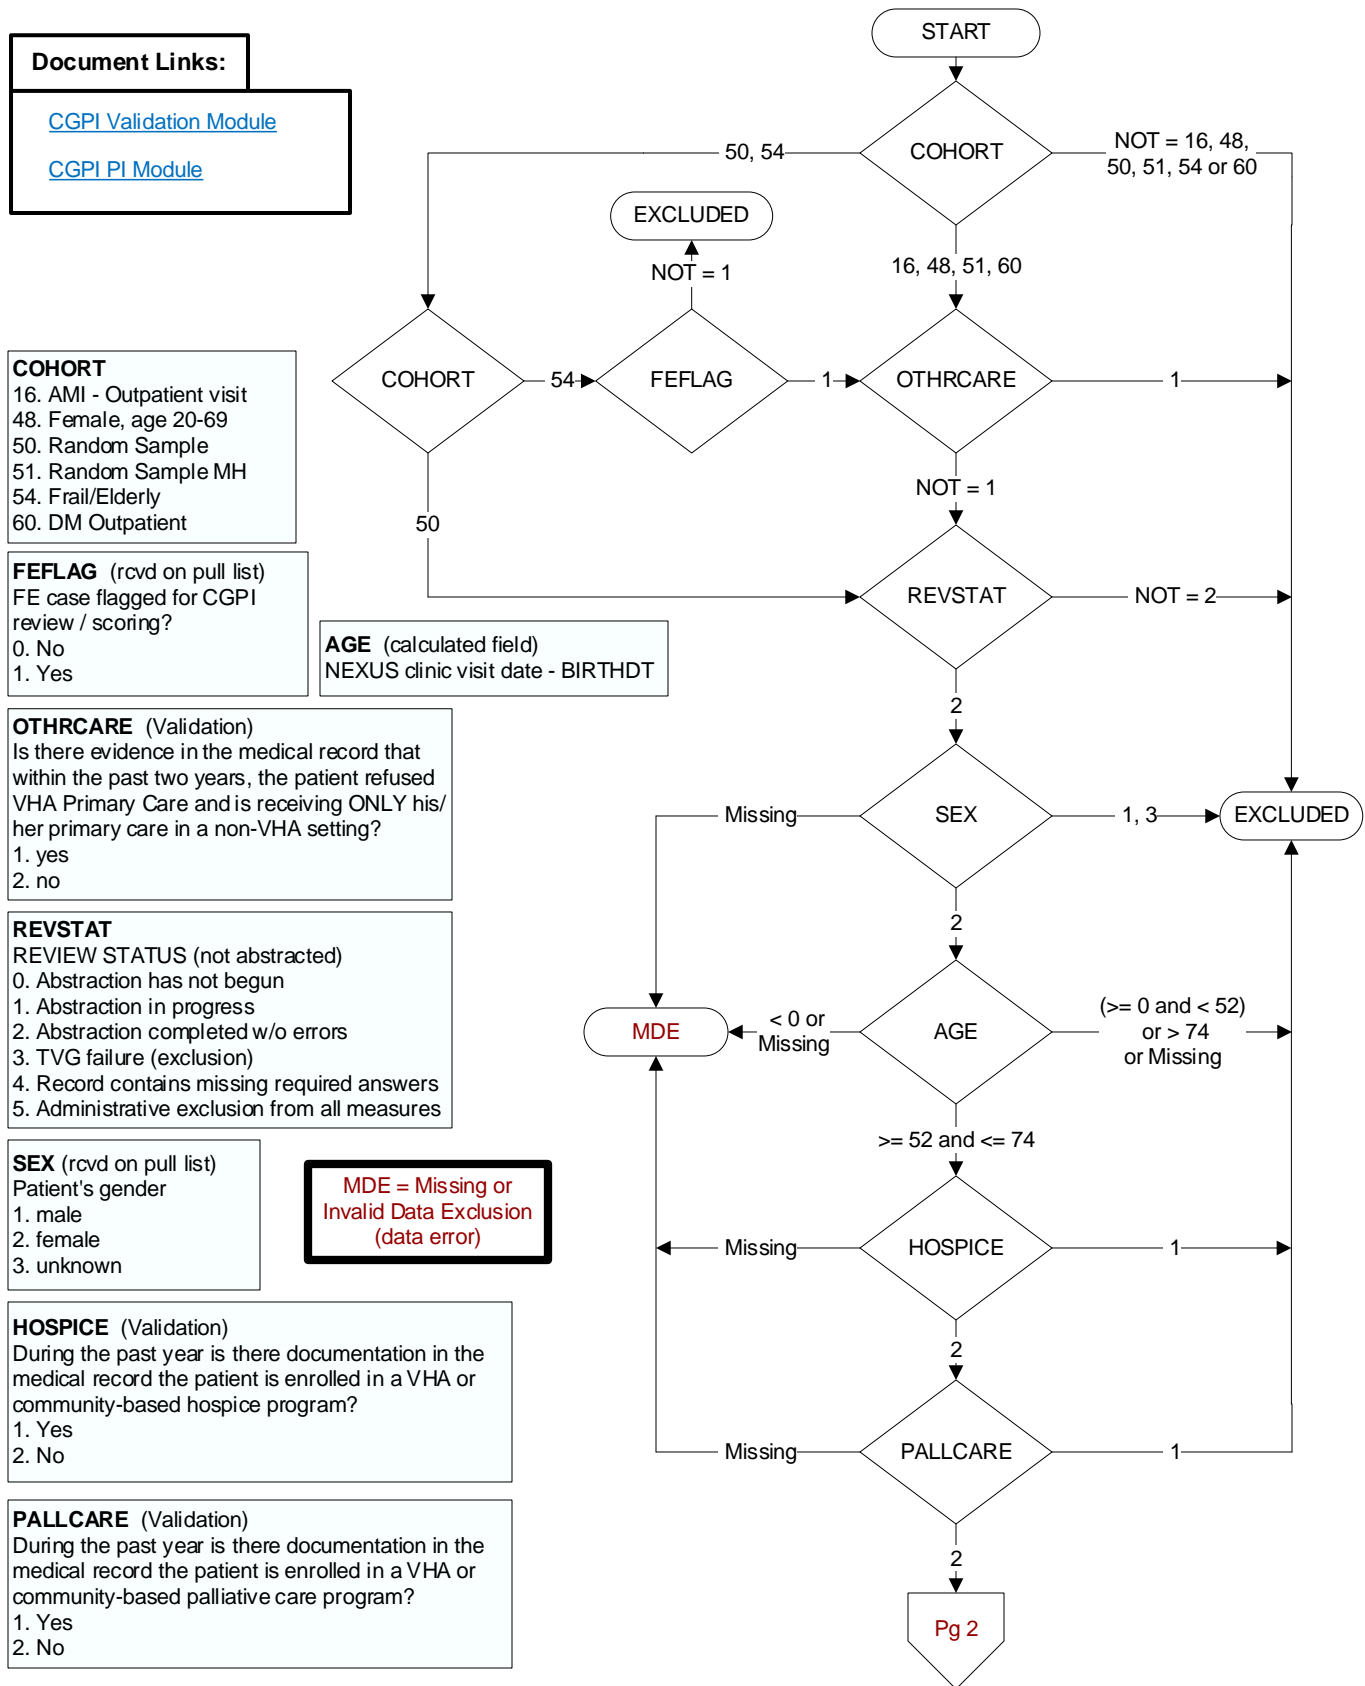 Document Links:
CGPI Validation Module
CGPI PI Module
START
COHORT
50, 54
NOT = 16, 48,
50, 51, 54 or 60
EXCLUDED
NOT = 1
16, 48, 51, 60
COHORT
54
FEFLAG
1
OTHRCARE
1
NOT = 1
50
REVSTAT
NOT = 2
2
Missing
SEX
1, 3
EXCLUDED
2
MDE
< 0 or
Missing
AGE
(>= 0 and < 52)
or > 74
or Missing
>= 52 and <= 74
Missing
HOSPICE
1
2
Missing
PALLCARE
1
2
Pg 2
COHORT
16. AMI - Outpatient visit
48. Female, age 20-69
50. Random Sample
51. Random Sample MH
54. Frail/Elderly
60. DM Outpatient
FEFLAG (rcvd on pull list)
FE case flagged for CGPI
review / scoring?
0. No
1. Yes
AGE (calculated field)
NEXUS clinic visit date - BIRTHDT
OTHRCARE (Validation)
Is there evidence in the medical record that
within the past two years, the patient refused
VHA Primary Care and is receiving ONLY his/
her primary care in a non-VHA setting?
1. yes
2. no
REVSTAT
REVIEW STATUS (not abstracted)
0. Abstraction has not begun
1. Abstraction in progress
2. Abstraction completed w/o errors
3. TVG failure (exclusion)
4. Record contains missing required answers
5. Administrative exclusion from all measures
SEX (rcvd on pull list)
Patient's gender
1. male
2. female
3. unknown
MDE = Missing or
Invalid Data Exclusion
(data error)
HOSPICE (Validation)
During the past year is there documentation in the
medical record the patient is enrolled in a VHA or
community-based hospice program?
1. Yes
2. No
PALLCARE (Validation)
During the past year is there documentation in the
medical record the patient is enrolled in a VHA or
community-based palliative care program?
1. Yes
2. No